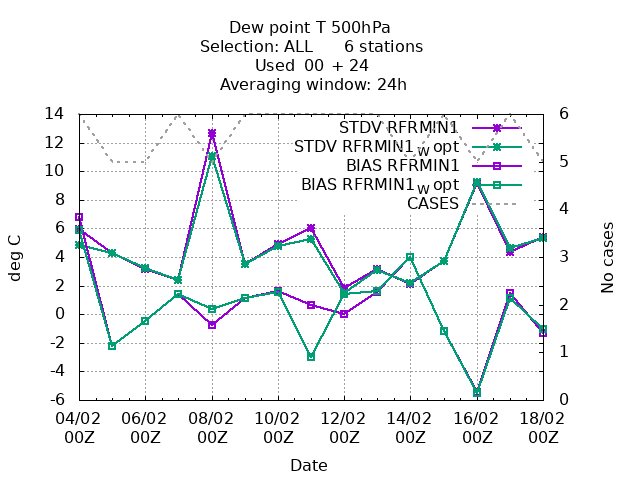 Dew point T 500hPa
Selection: ALL 6 stations
Used 00 + 24
Averaging window: 24h
14
12
10
8
6
4
2
0
-2
-4
-6
deg C
6
5
4
3
2
1
0
No cases
STDV RFRMIN1
STDV RFRMIN1w opt
BIAS RFRMIN1
BIAS RFRMIN1w opt
CASES
04/02 06/02 08/02 10/02 12/02 14/02 16/02 18/02
00Z 00Z 00Z 00Z 00Z 00Z 00Z 00Z
Date